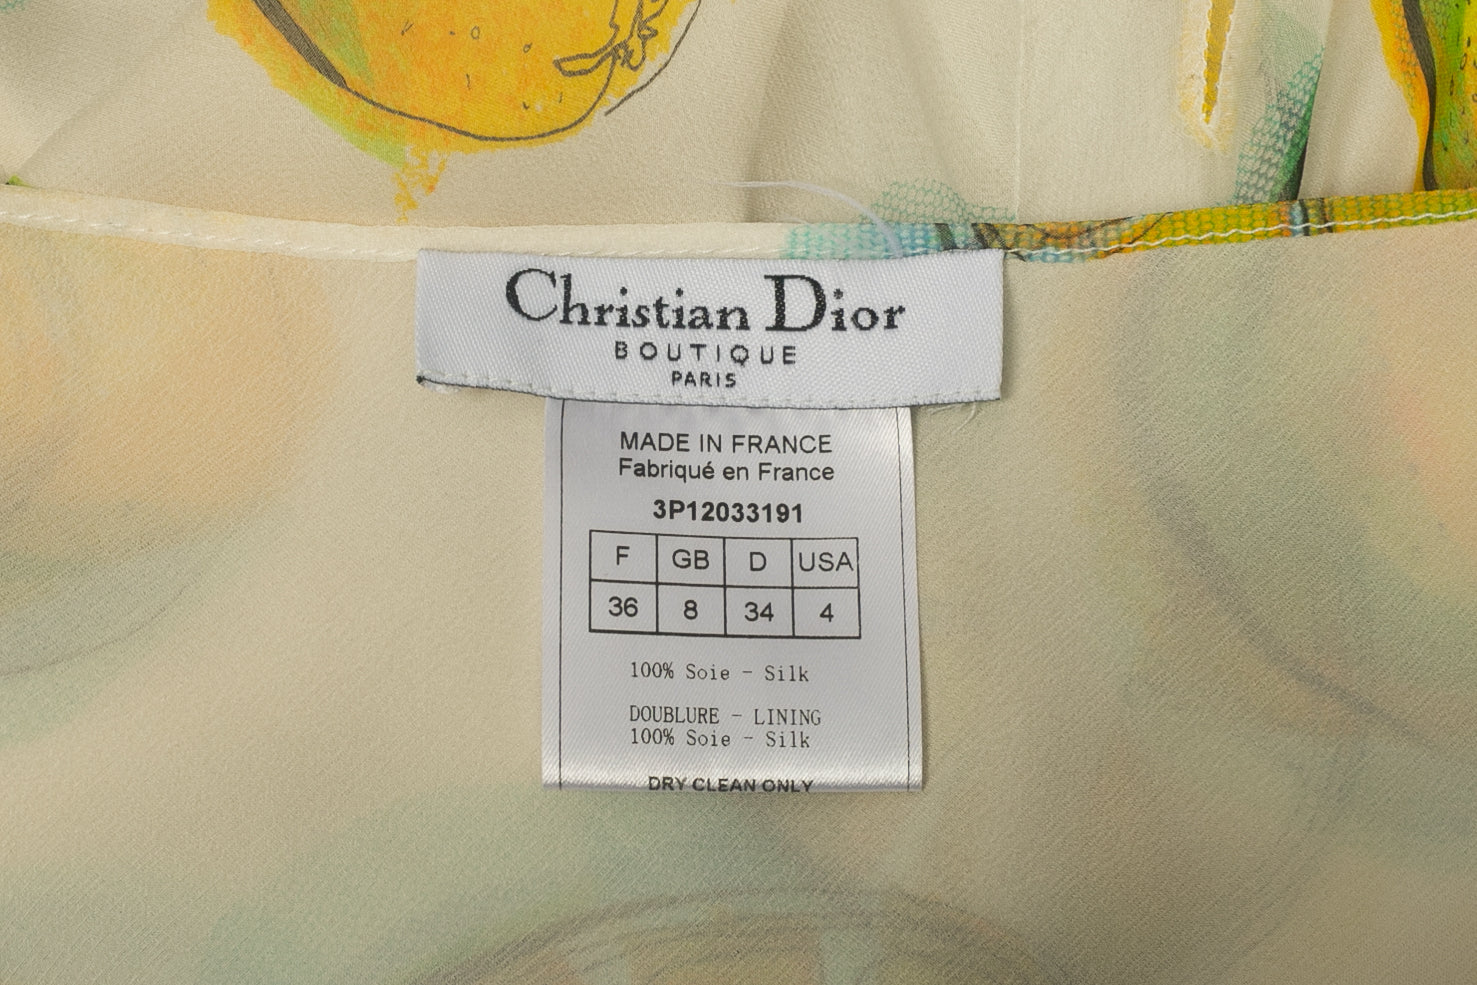 Christian Dior
BOUTIQUE
PARIS
MADE IN FRANCE
Fabriqué en France
3P12033191
F GB D USA
36 8 34 4
100% Soie - Silk
DOUBLURE - LINING
100% Soie - Silk
DRY CLEAN ONLY